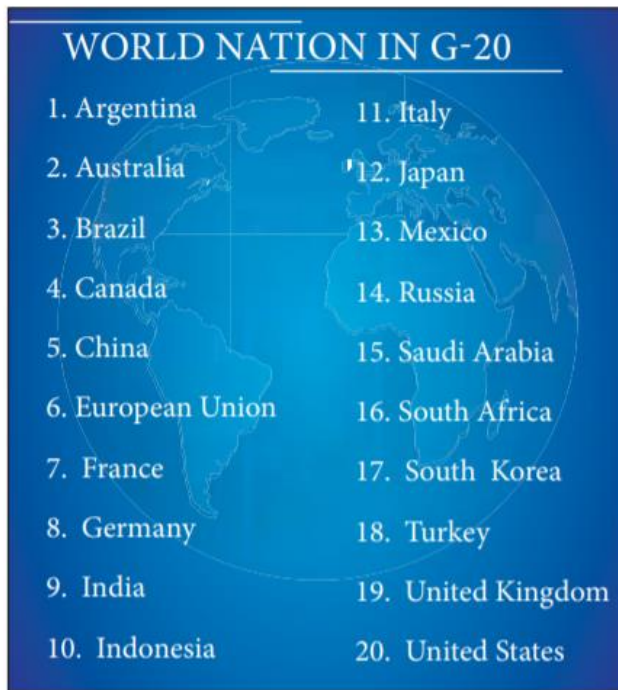 WORLD NATION IN G-20
1. Argentina
2. Australia
3. Brazil
4. Canada
5. China
6. European Union
7. France
8. Germany
9. India
10. Indonesia
11. Italy
'12. Japan
13. Mexico
14. Russia
15. Saudi Arabia
16. South Africa
17. South Korea
18. Turkey
19. United Kingdom
20. United States